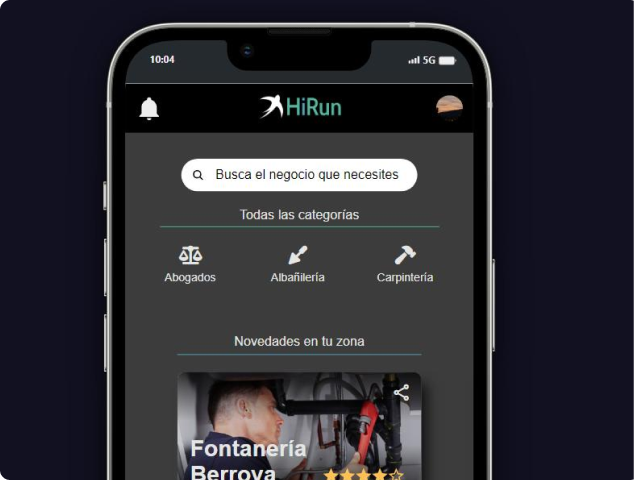 10:04
5G
HiRun
Busca el negocio que necesites
Todas las categorías
Abogados
Albañilería
Carpintería
Novedades en tu zona
Fontanería
Berroya